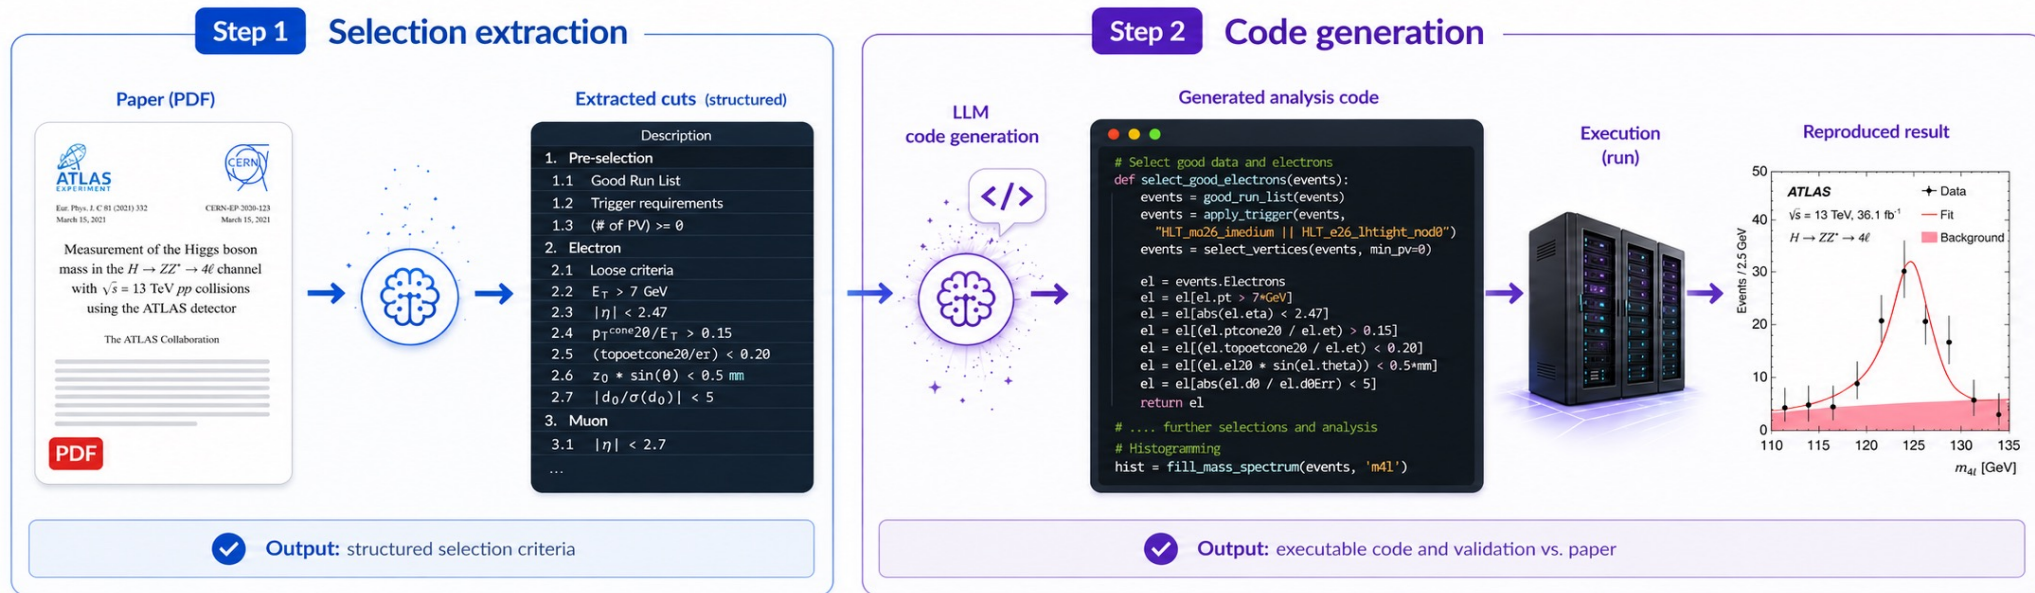 Step 1 Selection extraction
Paper (PDF)
ATLAS
EXPERIMENT
CERN
Eur. Phys. J. C 81 (2021) 332
March 15, 2021
CERN-EP-2020-123
March 15, 2021
Measurement of the Higgs boson
mass in the H → ZZ* → 4ℓ channel
with √s = 13 TeV pp collisions
using the ATLAS detector
The ATLAS Collaboration
PDF
Extracted cuts (structured)
Description
1. Pre-selection
1.1 Good Run List
1.2 Trigger requirements
1.3 (# of PV) >= 0
2. Electron
2.1 Loose criteria
2.2 E_T > 7 GeV
2.3 |η| < 2.47
2.4 p_T^cone20/E_T > 0.15
2.5 (topoetcone20/er) < 0.20
2.6 z₀ * sin(θ) < 0.5 mm
2.7 |d₀/σ(d₀)| < 5
3. Muon
3.1 |η| < 2.7
...
Output: structured selection criteria
Step 2 Code generation
LLM
code generation
</>
Generated analysis code
# Select good data and electrons
def select_good_electrons(events):
events = good_run_list(events)
events = apply_trigger(events,
"HLT_mα26_imedium || HLT_e26_lhtight_nod0")
events = select_vertices(events, min_pv=0)
el = events.Electrons
el = el[el.pt > 7*GeV]
el = el[abs(el.eta) < 2.47]
el = el[(el.ptcone20 / el.et) > 0.15]
el = el[(el.topoetcone20 / el.et) < 0.20]
el = el[(el.el20 * sin(el.theta)) < 0.5*mm]
el = el[abs(el.d0 / el.d0Err) < 5]
return el
# .... further selections and analysis
# Histogramming
hist = fill_mass_spectrum(events, 'm4l')
Execution
(run)
Reproduced result
ATLAS
√s = 13 TeV, 36.1 fb⁻¹
H → ZZ* → 4ℓ
Data
Fit
Background
Events / 2.5 GeV
50
40
30
20
10
0
110 115 120 125 130 135
m_4l [GeV]
Output: executable code and validation vs. paper